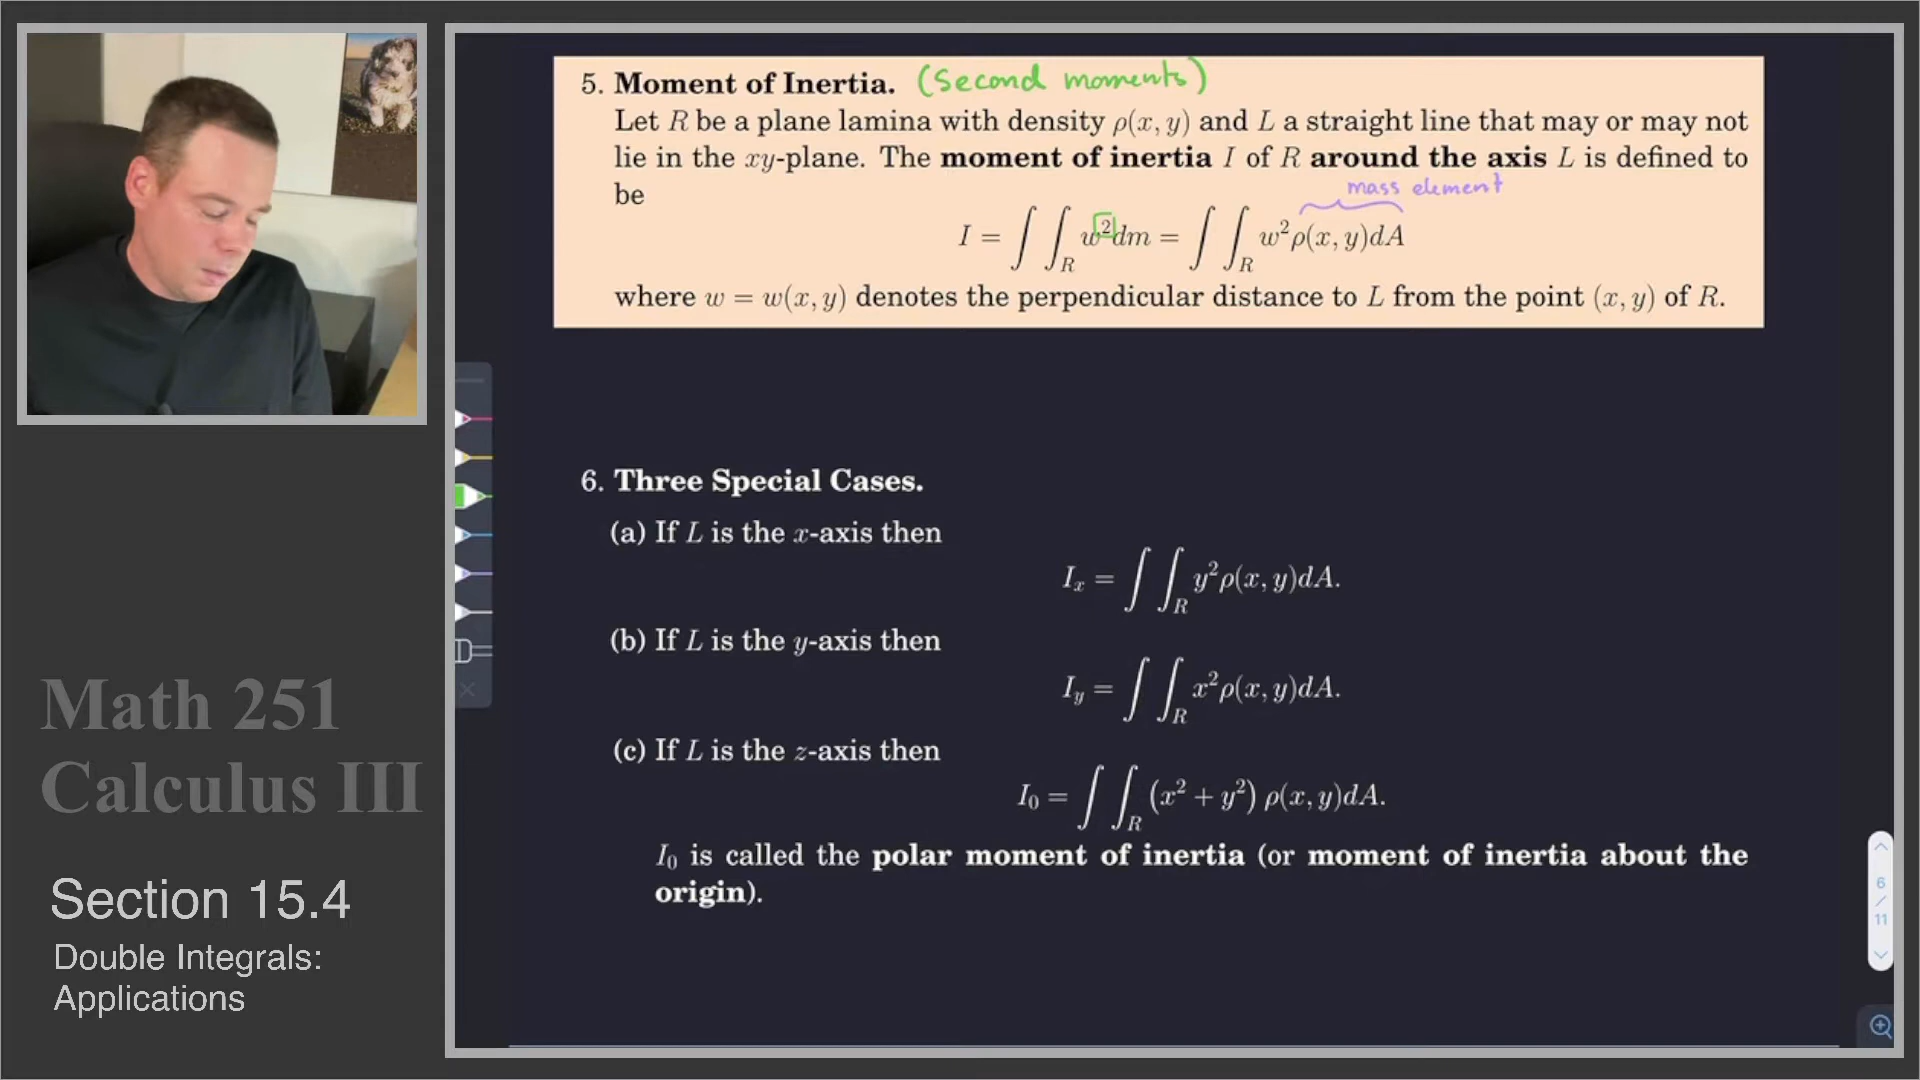 5. Moment of Inertia. (Second moments)
Let R be a plane lamina with density ρ(x, y) and L a straight line that may or may not
lie in the xy-plane. The moment of inertia I of R around the axis L is defined to
be
mass element
I = ∫∫_R w²dm = ∫∫_R w²ρ(x, y)dA
where w = w(x, y) denotes the perpendicular distance to L from the point (x, y) of R.
6. Three Special Cases.
(a) If L is the x-axis then
I_x = ∫∫_R y²ρ(x, y)dA.
(b) If L is the y-axis then
I_y = ∫∫_R x²ρ(x, y)dA.
(c) If L is the z-axis then
I₀ = ∫∫_R (x² + y²) ρ(x, y)dA.
I₀ is called the polar moment of inertia (or moment of inertia about the
origin).
Math 251
Calculus III
Section 15.4
Double Integrals:
Applications
6
/
11